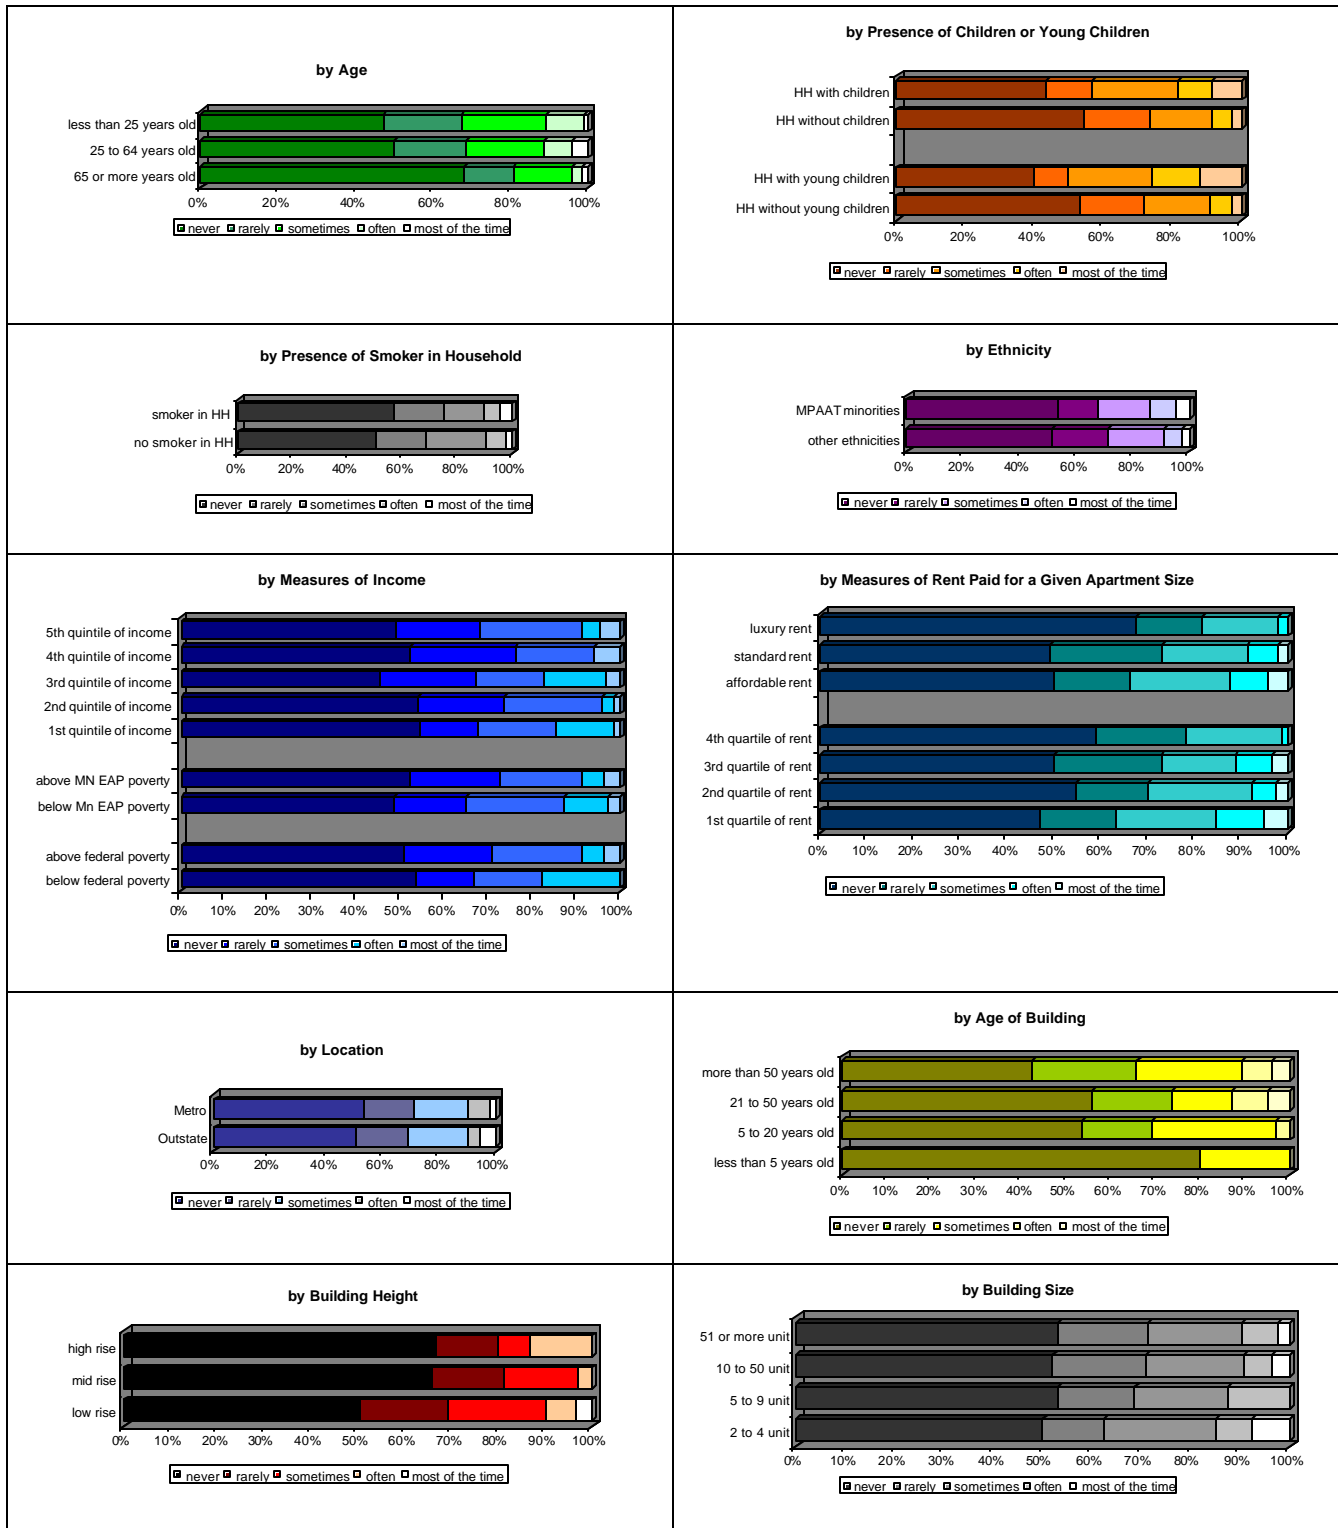 by Age
less than 25 years old
25 to 64 years old
65 or more years old
0% 20% 40% 60% 80% 100%
never rarely sometimes often most of the time
by Presence of Children or Young Children
HH with children
HH without children
HH with young children
HH without young children
0% 20% 40% 60% 80% 100%
never rarely sometimes often most of the time
by Presence of Smoker in Household
smoker in HH
no smoker in HH
0% 20% 40% 60% 80% 100%
never rarely sometimes often most of the time
by Ethnicity
MPAAT minorities
other ethnicities
0% 20% 40% 60% 80% 100%
never rarely sometimes often most of the time
by Measures of Income
5th quintile of income
4th quintile of income
3rd quintile of income
2nd quintile of income
1st quintile of income
above MN EAP poverty
below Mn EAP poverty
above federal poverty
below federal poverty
0% 10% 20% 30% 40% 50% 60% 70% 80% 90% 100%
never rarely sometimes often most of the time
by Measures of Rent Paid for a Given Apartment Size
luxury rent
standard rent
affordable rent
4th quartile of rent
3rd quartile of rent
2nd quartile of rent
1st quartile of rent
0% 10% 20% 30% 40% 50% 60% 70% 80% 90% 100%
never rarely sometimes often most of the time
by Location
Metro
Outstate
0% 20% 40% 60% 80% 100%
never rarely sometimes often most of the time
by Age of Building
more than 50 years old
21 to 50 years old
5 to 20 years old
less than 5 years old
0% 10% 20% 30% 40% 50% 60% 70% 80% 90% 100%
never rarely sometimes often most of the time
by Building Height
high rise
mid rise
low rise
0% 10% 20% 30% 40% 50% 60% 70% 80% 90% 100%
never rarely sometimes often most of the time
by Building Size
51 or more unit
10 to 50 unit
5 to 9 unit
2 to 4 unit
0% 10% 20% 30% 40% 50% 60% 70% 80% 90% 100%
never rarely sometimes often most of the time